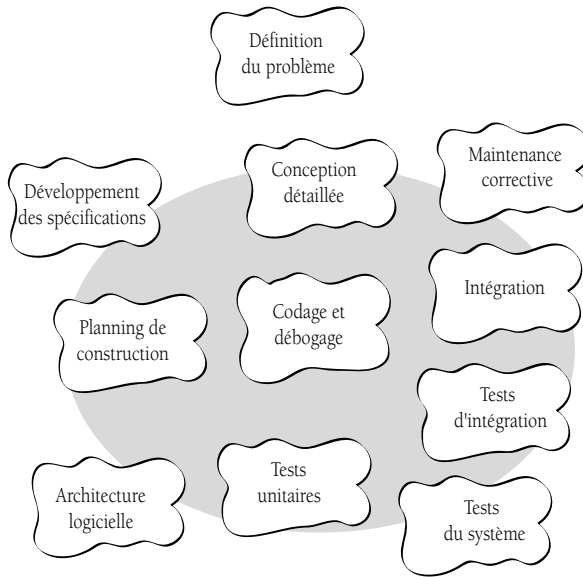 Définition
du problème
Conception
détaillée
Maintenance
corrective
Développement
des spécifications
Intégration
Codage et
débogage
Planning de
construction
Tests
d'intégration
Tests
unitaires
Architecture
logicielle
Tests
du système